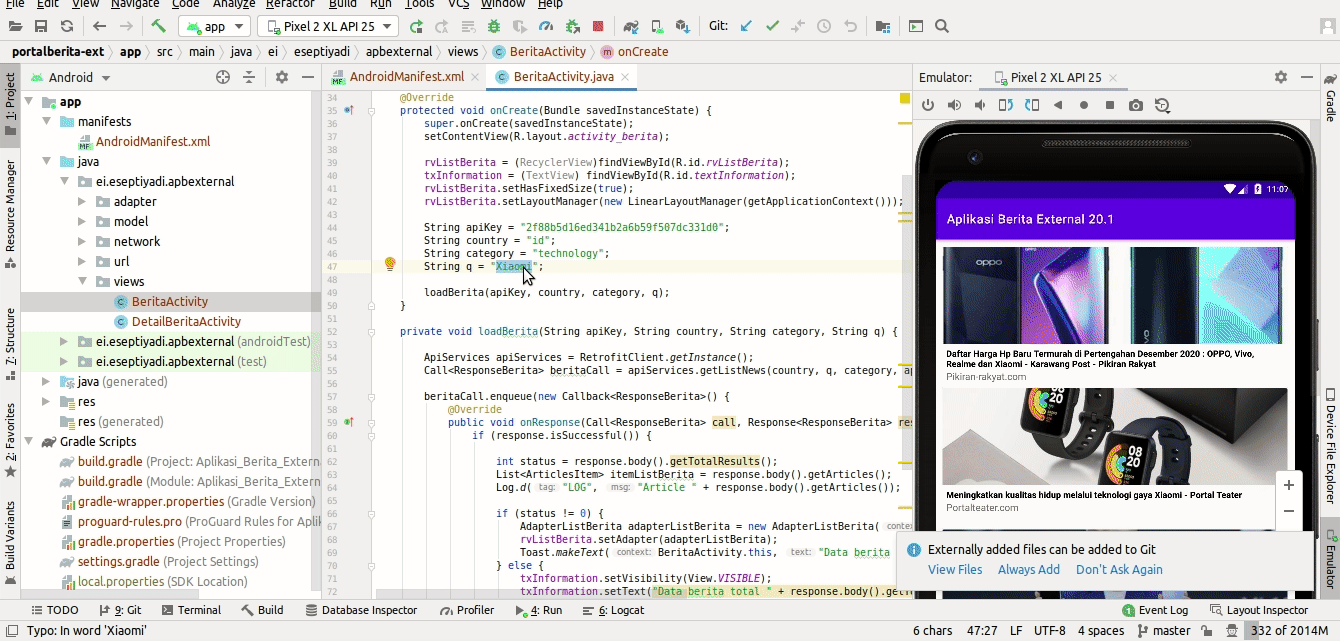 File Edit View Navigate Code Analyze Refactor Build Run Tools VCS Window Help
app Pixel 2 XL API 25 Git:
portalberita-ext app src main java ei eseptiyadi apbexternal views BeritaActivity onCreate
1: Project
Resource Manager
Z: Structure
2: Favorites
Build Variants
Android
app
manifests
AndroidManifest.xml
java
ei.eseptiyadi.apbexternal
adapter
model
network
url
views
BeritaActivity
DetailBeritaActivity
ei.eseptiyadi.apbexternal (androidTest)
ei.eseptiyadi.apbexternal (test)
java (generated)
res
res (generated)
Gradle Scripts
build.gradle (Project: Aplikasi_Berita_Extern
build.gradle (Module: Aplikasi_Berita_Extern
gradle-wrapper.properties (Gradle Version)
proguard-rules.pro (ProGuard Rules for Apli
gradle.properties (Project Properties)
settings.gradle (Project Settings)
local.properties (SDK Location)
AndroidManifest.xml BeritaActivity.java
34 @Override
35 protected void onCreate(Bundle savedInstanceState) {
36 super.onCreate(savedInstanceState);
37 setContentView(R.layout.activity_berita);
38
39 rvListBerita = (RecyclerView)findViewById(R.id.rvListBerita);
40 txInformation = (TextView) findViewById(R.id.textInformation);
41 rvListBerita.setHasFixedSize(true);
42 rvListBerita.setLayoutManager(new LinearLayoutManager(getApplicationContext()));
43
44 String apiKey = "2f88b5d16ed341b2a6b59f507dc331d0";
45 String country = "id";
46 String category = "technology";
47 String q = "Xiaomi";
48
49 loadBerita(apiKey, country, category, q);
50 }
51
52 private void loadBerita(String apiKey, String country, String category, String q) {
53
54 ApiServices apiServices = RetrofitClient.getInstance();
55 Call<ResponseBerita> beritaCall = apiServices.getListNews(country, q, category, ap
56
57 beritaCall.enqueue(new Callback<ResponseBerita>() {
58 @Override
59 public void onResponse(Call<ResponseBerita> call, Response<ResponseBerita> res
60 if (response.isSuccessful()) {
61
62 int status = response.body().getTotalResults();
63 List<ArticlesItem> itemListBerita = response.body().getArticles();
64 Log.d( tag: "LOG", msg: "Article " + response.body().getArticles());
65
66 if (status != 0) {
67 AdapterListBerita adapterListBerita = new AdapterListBerita( contex
68 rvListBerita.setAdapter(adapterListBerita);
69 Toast.makeText( context: BeritaActivity.this, text: "Data berita
70 } else {
71 txInformation.setVisibility(View.VISIBLE);
72 txInformation.setText("Data berita total " + response.body().getTo
Emulator: Pixel 2 XL API 25
11:07
Aplikasi Berita External 20.1
oppo
Daftar Harga Hp Baru Termurah di Pertengahan Desember 2020 : OPPO, Vivo,
Realme dan Xiaomi - Karawang Post - Pikiran Rakyat
Pikiran-rakyat.com
08
20
08
20
Meningkatkan kualitas hidup melalui teknologi gaya Xiaomi - Portal Teater
Portalteater.com
Externally added files can be added to Git
View Files Always Add Don't Ask Again
Gradle
Device File Explorer
Emulator
TODO 9: Git Terminal Build Database Inspector Profiler 4: Run 6: Logcat Event Log Layout Inspector
Typo: In word 'Xiaomi' 6 chars 47:27 LF UTF-8 4 spaces master 332 of 2014M